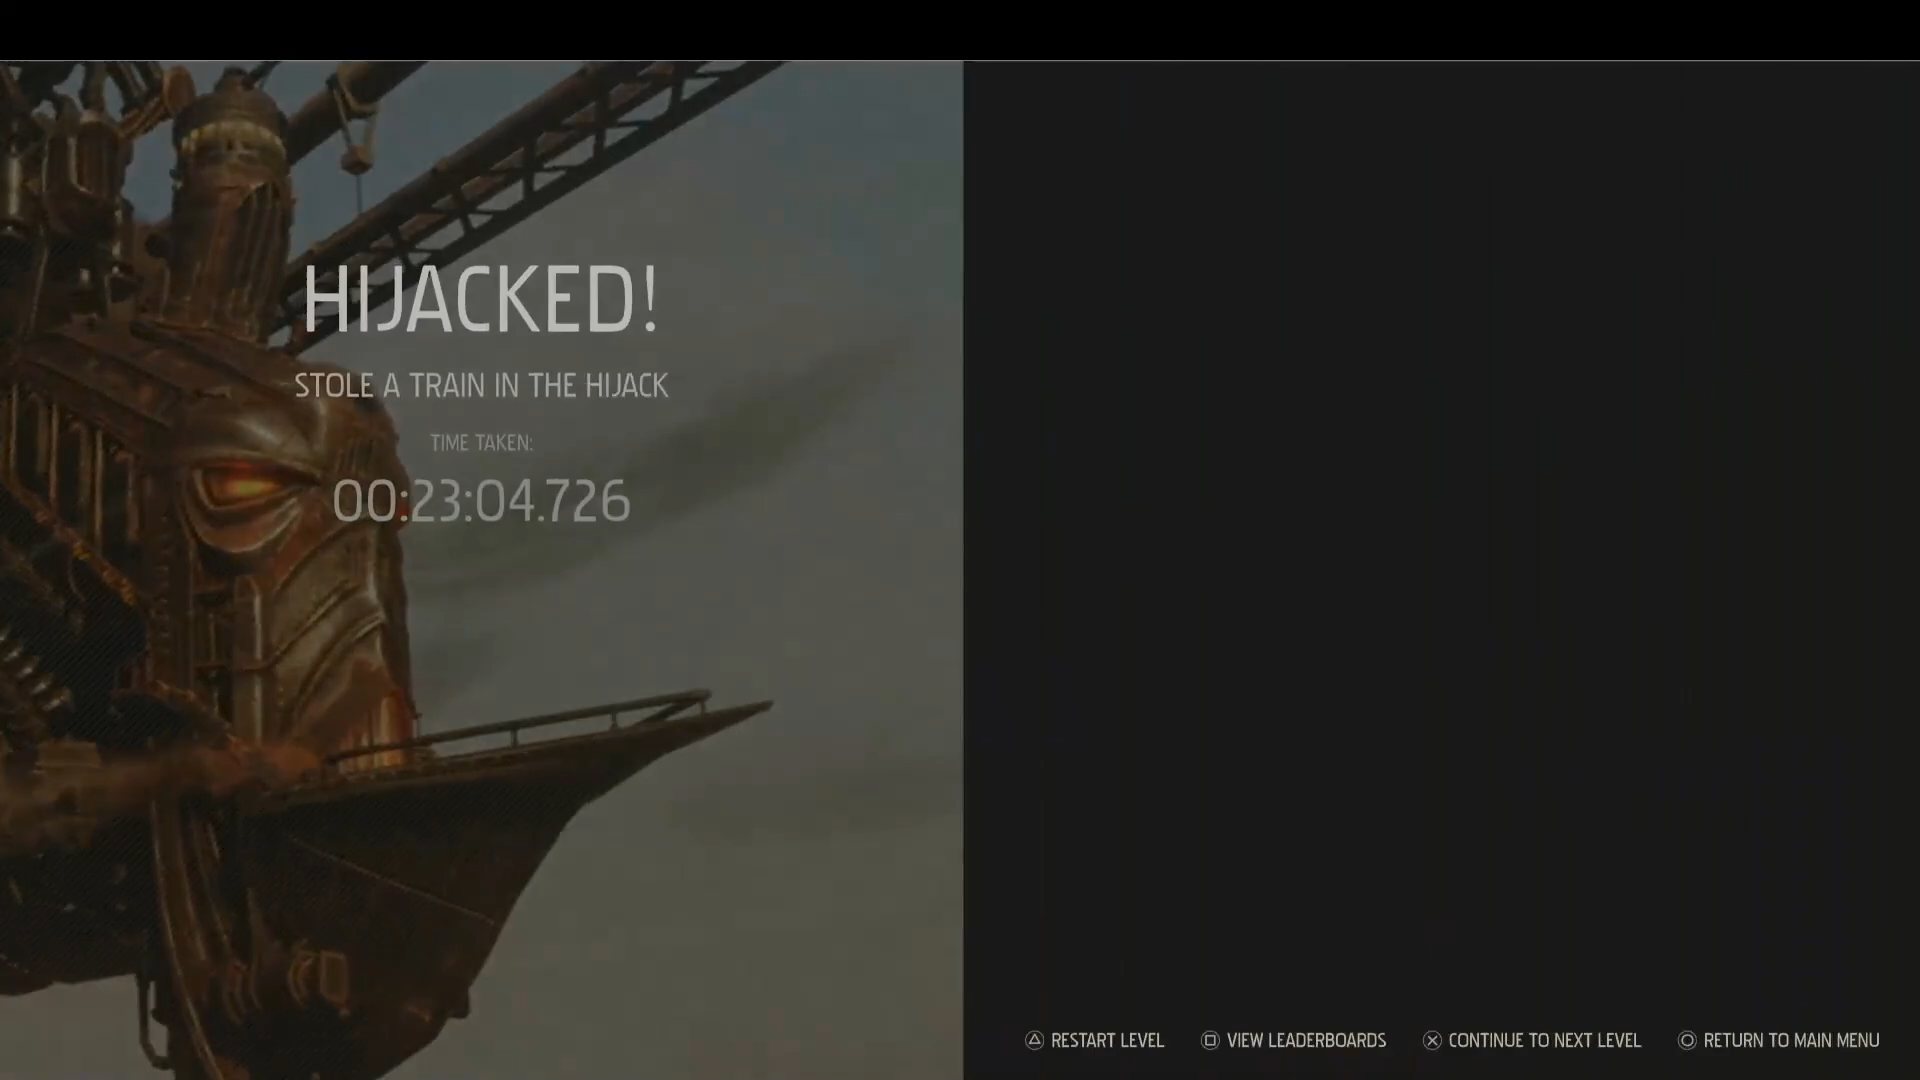 HIJACKED!
STOLE A TRAIN IN THE HIJACK
TIME TAKEN:
00:23:04.726
RESTART LEVEL
VIEW LEADERBOARDS
CONTINUE TO NEXT LEVEL
RETURN TO MAIN MENU